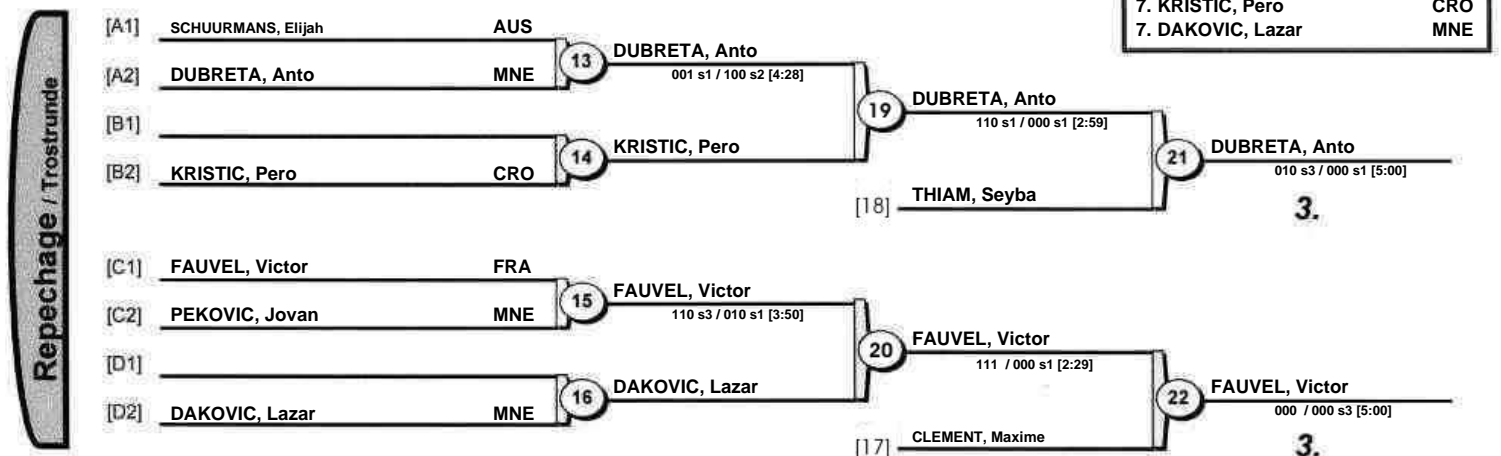 7. KRISTIC, Pero CRO
7. DAKOVIC, Lazar MNE
Repechage / Trostrunde
[A1] SCHUURMANS, Elijah AUS
13 DUBRETA, Anto
001 s1 / 100 s2 [4:28]
[A2] DUBRETA, Anto MNE
19 DUBRETA, Anto
110 s1 / 000 s1 [2:59]
[B1]
14 KRISTIC, Pero
[B2] KRISTIC, Pero CRO
21 DUBRETA, Anto
010 s3 / 000 s1 [5:00]
[18] THIAM, Seyba
3.
[C1] FAUVEL, Victor FRA
15 FAUVEL, Victor
110 s3 / 010 s1 [3:50]
[C2] PEKOVIC, Jovan MNE
20 FAUVEL, Victor
111 / 000 s1 [2:29]
[D1]
16 DAKOVIC, Lazar
[D2] DAKOVIC, Lazar MNE
22 FAUVEL, Victor
000 / 000 s3 [5:00]
[17] CLEMENT, Maxime
3.